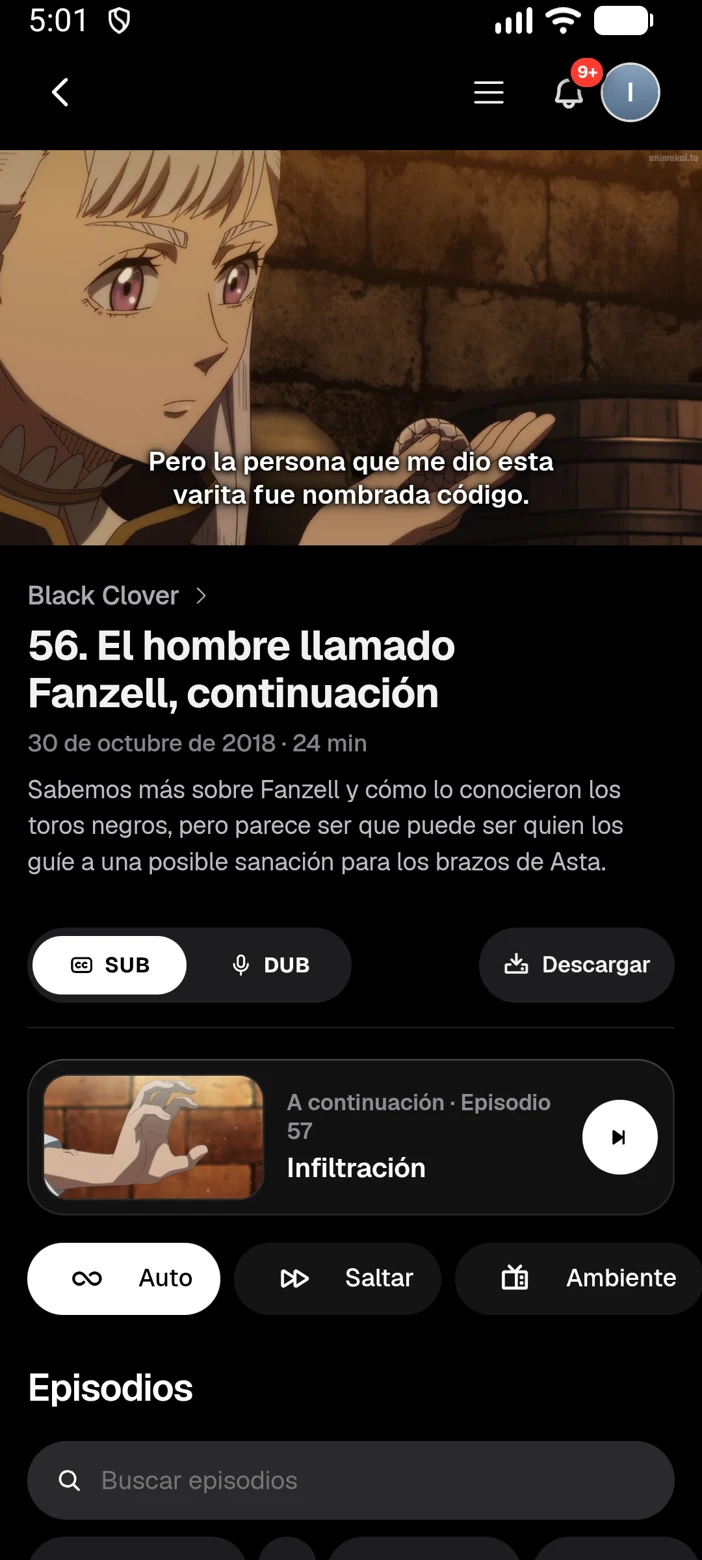 5:01
9+
I
animekai.to
Pero la persona que me dio esta
varita fue nombrada código.
Black Clover
56. El hombre llamado
Fanzell, continuación
30 de octubre de 2018 · 24 min
Sabemos más sobre Fanzell y cómo lo conocieron los
toros negros, pero parece ser que puede ser quien los
guíe a una posible sanación para los brazos de Asta.
CC SUB
DUB
Descargar
A continuación · Episodio
57
Infiltración
Auto
Saltar
Ambiente
Episodios
Buscar episodios